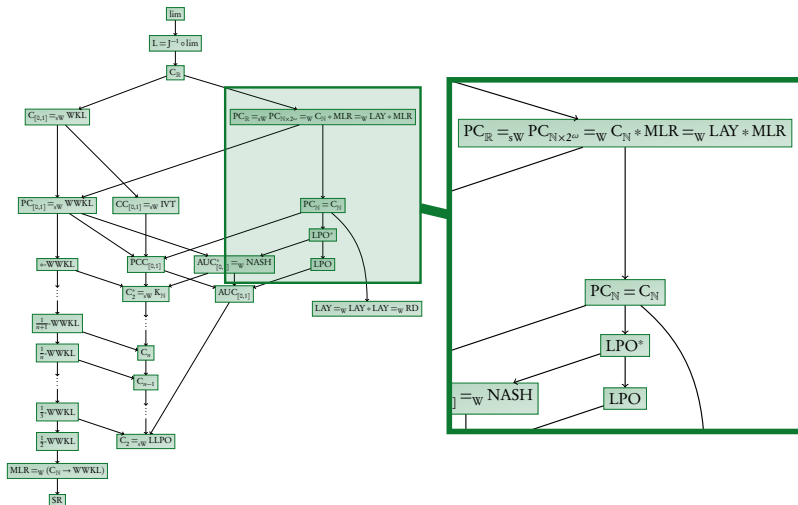 lim
L = J⁻¹ ∘ lim
C_ℝ
C_[0,1] =_sW WKL
PC_ℝ =_sW PC_ℕ×2^ω =_W C_ℕ * MLR =_W LAY * MLR
PC_[0,1] =_sW WWKL
CC_[0,1] =_sW IVT
PC_ℕ = C_ℕ
LPO*
*-WWKL
PCC_[0,1]
AUC*_[0,1] =_W NASH
LPO
⋮
C*_2 =_sW K_ℕ
AUC_[0,1]
LAY =_W LAY * LAY =_W RD
1/(n+1)-WWKL
⋮
1/n-WWKL
C_n
C_{n−1}
⋮
⋮
1/3-WWKL
1/2-WWKL
C_2 =_sW LLPO
MLR =_W (C_ℕ → WWKL)
SR
PC_ℝ =_sW PC_ℕ×2^ω =_W C_ℕ * MLR =_W LAY * MLR
PC_ℕ = C_ℕ
LPO*
] =_W NASH
LPO